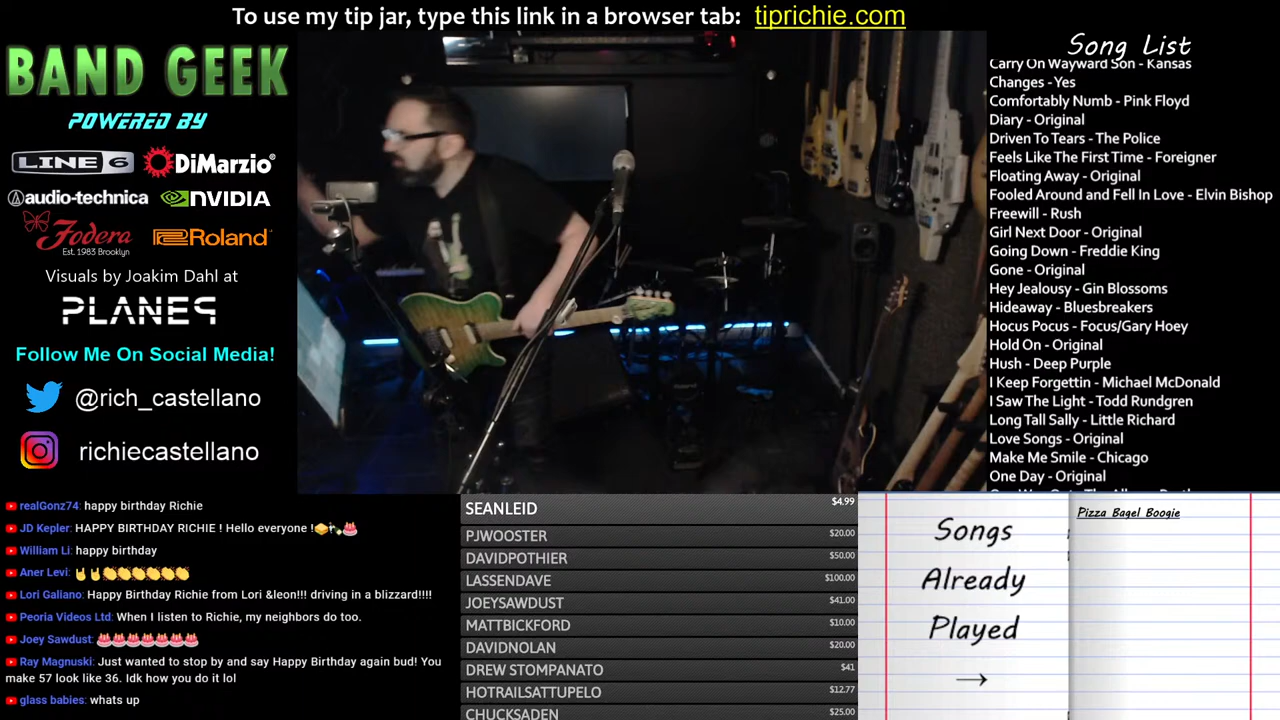 To use my tip jar, type this link in a browser tab: tiprichie.com
BAND GEEK
POWERED BY
LINE 6
DiMarzio
audio-technica
NVIDIA
Fodera
Est. 1983 Brooklyn
Roland
Visuals by Joakim Dahl at
PLANE9
Follow Me On Social Media!
@rich_castellano
richiecastellano
realGonz74: happy birthday Richie
JD Kepler: HAPPY BIRTHDAY RICHIE ! Hello everyone !
William Li: happy birthday
Aner Levi: 🤘🤘👏👏👏👏👏👏
Lori Galiano: Happy Birthday Richie from Lori &leon!!! driving in a blizzard!!!!
Peoria Videos Ltd: When I listen to Richie, my neighbors do too.
Joey Sawdust: 🎂🎂🎂🎂🎂🎂🎂
Ray Magnuski: Just wanted to stop by and say Happy Birthday again bud! You
make 57 look like 36. Idk how you do it lol
glass babies: whats up
SEANLEID $4.99
PJWOOSTER $20.00
DAVIDPOTHIER $50.00
LASSENDAVE $100.00
JOEYSAWDUST $41.00
MATTBICKFORD $10.00
DAVIDNOLAN $20.00
DREW STOMPANATO $41
HOTRAILSATTUPELO $12.77
CHUCKSADEN $25.00
Song List
Carry On Wayward Son - Kansas
Changes - Yes
Comfortably Numb - Pink Floyd
Diary - Original
Driven To Tears - The Police
Feels Like The First Time - Foreigner
Floating Away - Original
Fooled Around and Fell In Love - Elvin Bishop
Freewill - Rush
Girl Next Door - Original
Going Down - Freddie King
Gone - Original
Hey Jealousy - Gin Blossoms
Hideaway - Bluesbreakers
Hocus Pocus - Focus/Gary Hoey
Hold On - Original
Hush - Deep Purple
I Keep Forgettin - Michael McDonald
I Saw The Light - Todd Rundgren
Long Tall Sally - Little Richard
Love Songs - Original
Make Me Smile - Chicago
One Day - Original
Songs
Already
Played
→
Pizza Bagel Boogie